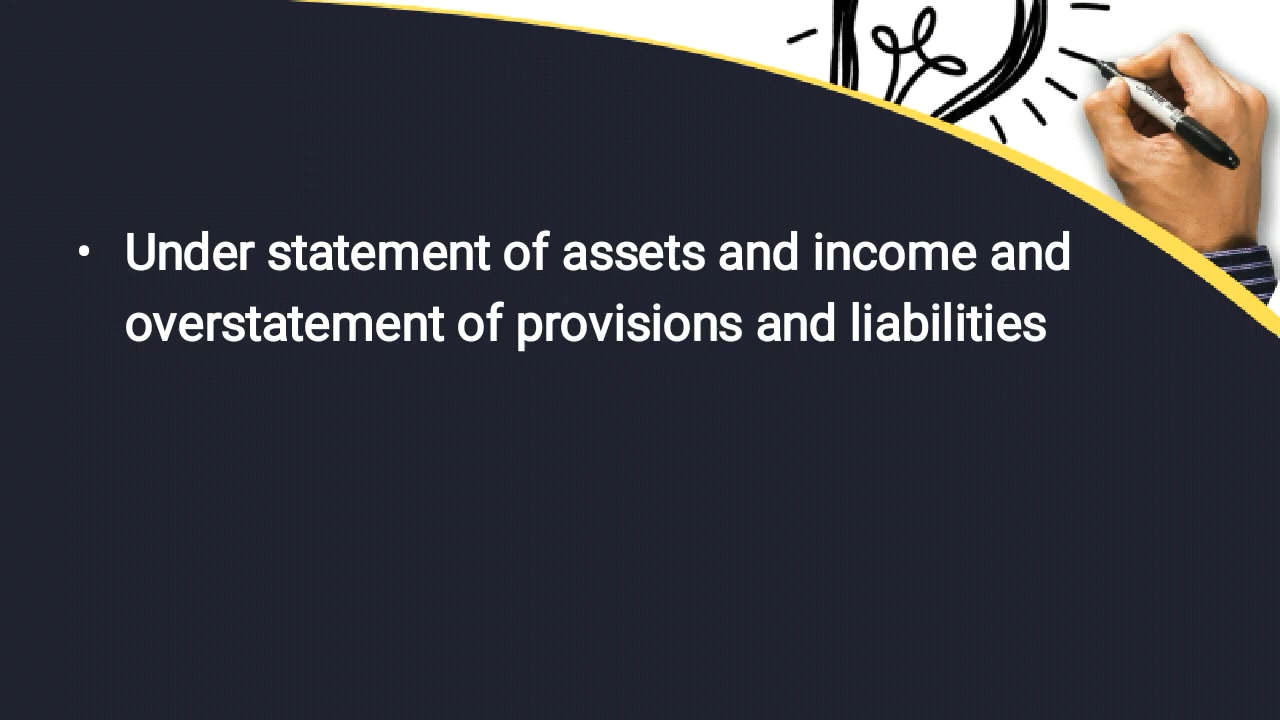 • Under statement of assets and income and
overstatement of provisions and liabilities